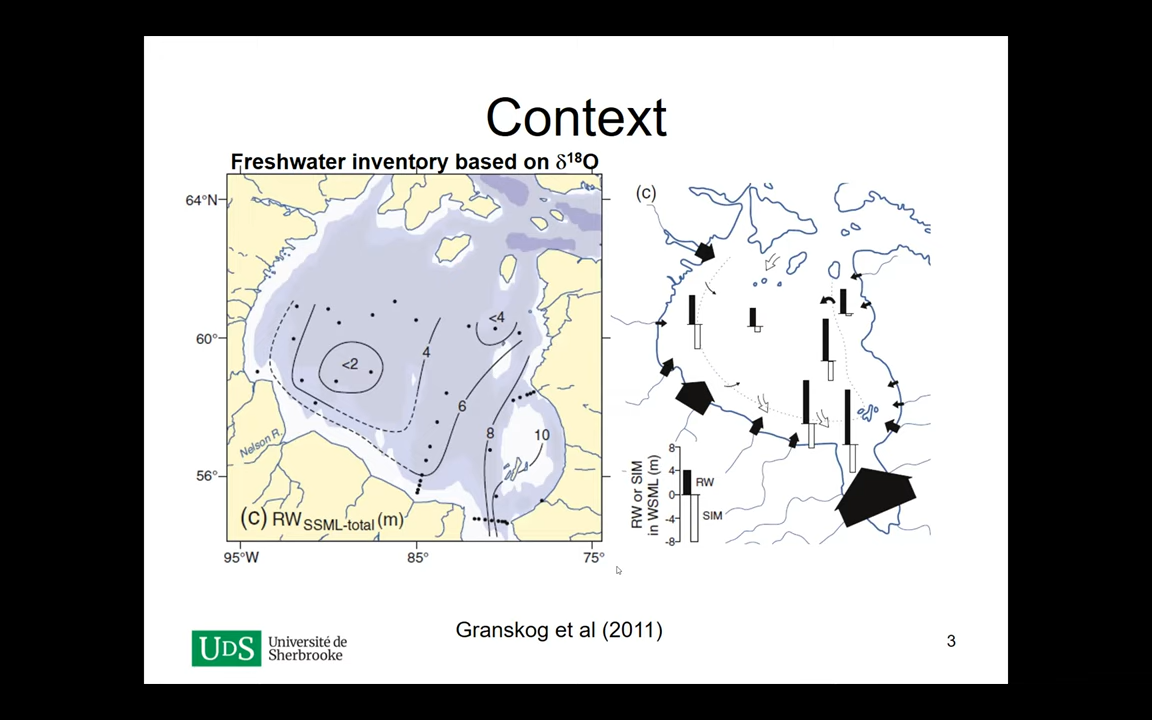 Context
Freshwater inventory based on δ¹⁸O
64°N
60°
56°
95°W
85°
75°
<2
4
<4
6
8
10
Nelson R.
(c) RW SSML-total (m)
(c)
RW or SIM
in WSML (m)
8
4
0
-4
-8
RW
SIM
Granskog et al (2011)
UDS
Université de
Sherbrooke
3